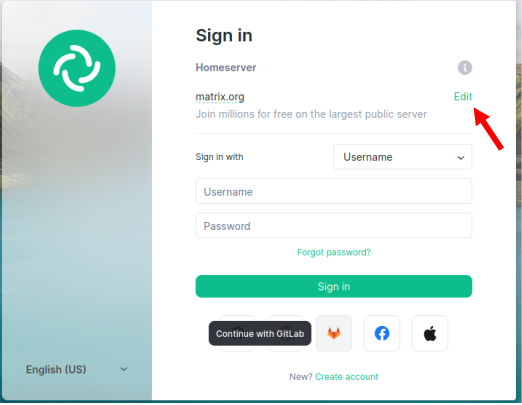 Sign in
Homeserver
matrix.org
Edit
Join millions for free on the largest public server
Sign in with
Username
Username
Password
Forgot password?
Sign in
Continue with GitLab
English (US)
New? Create account